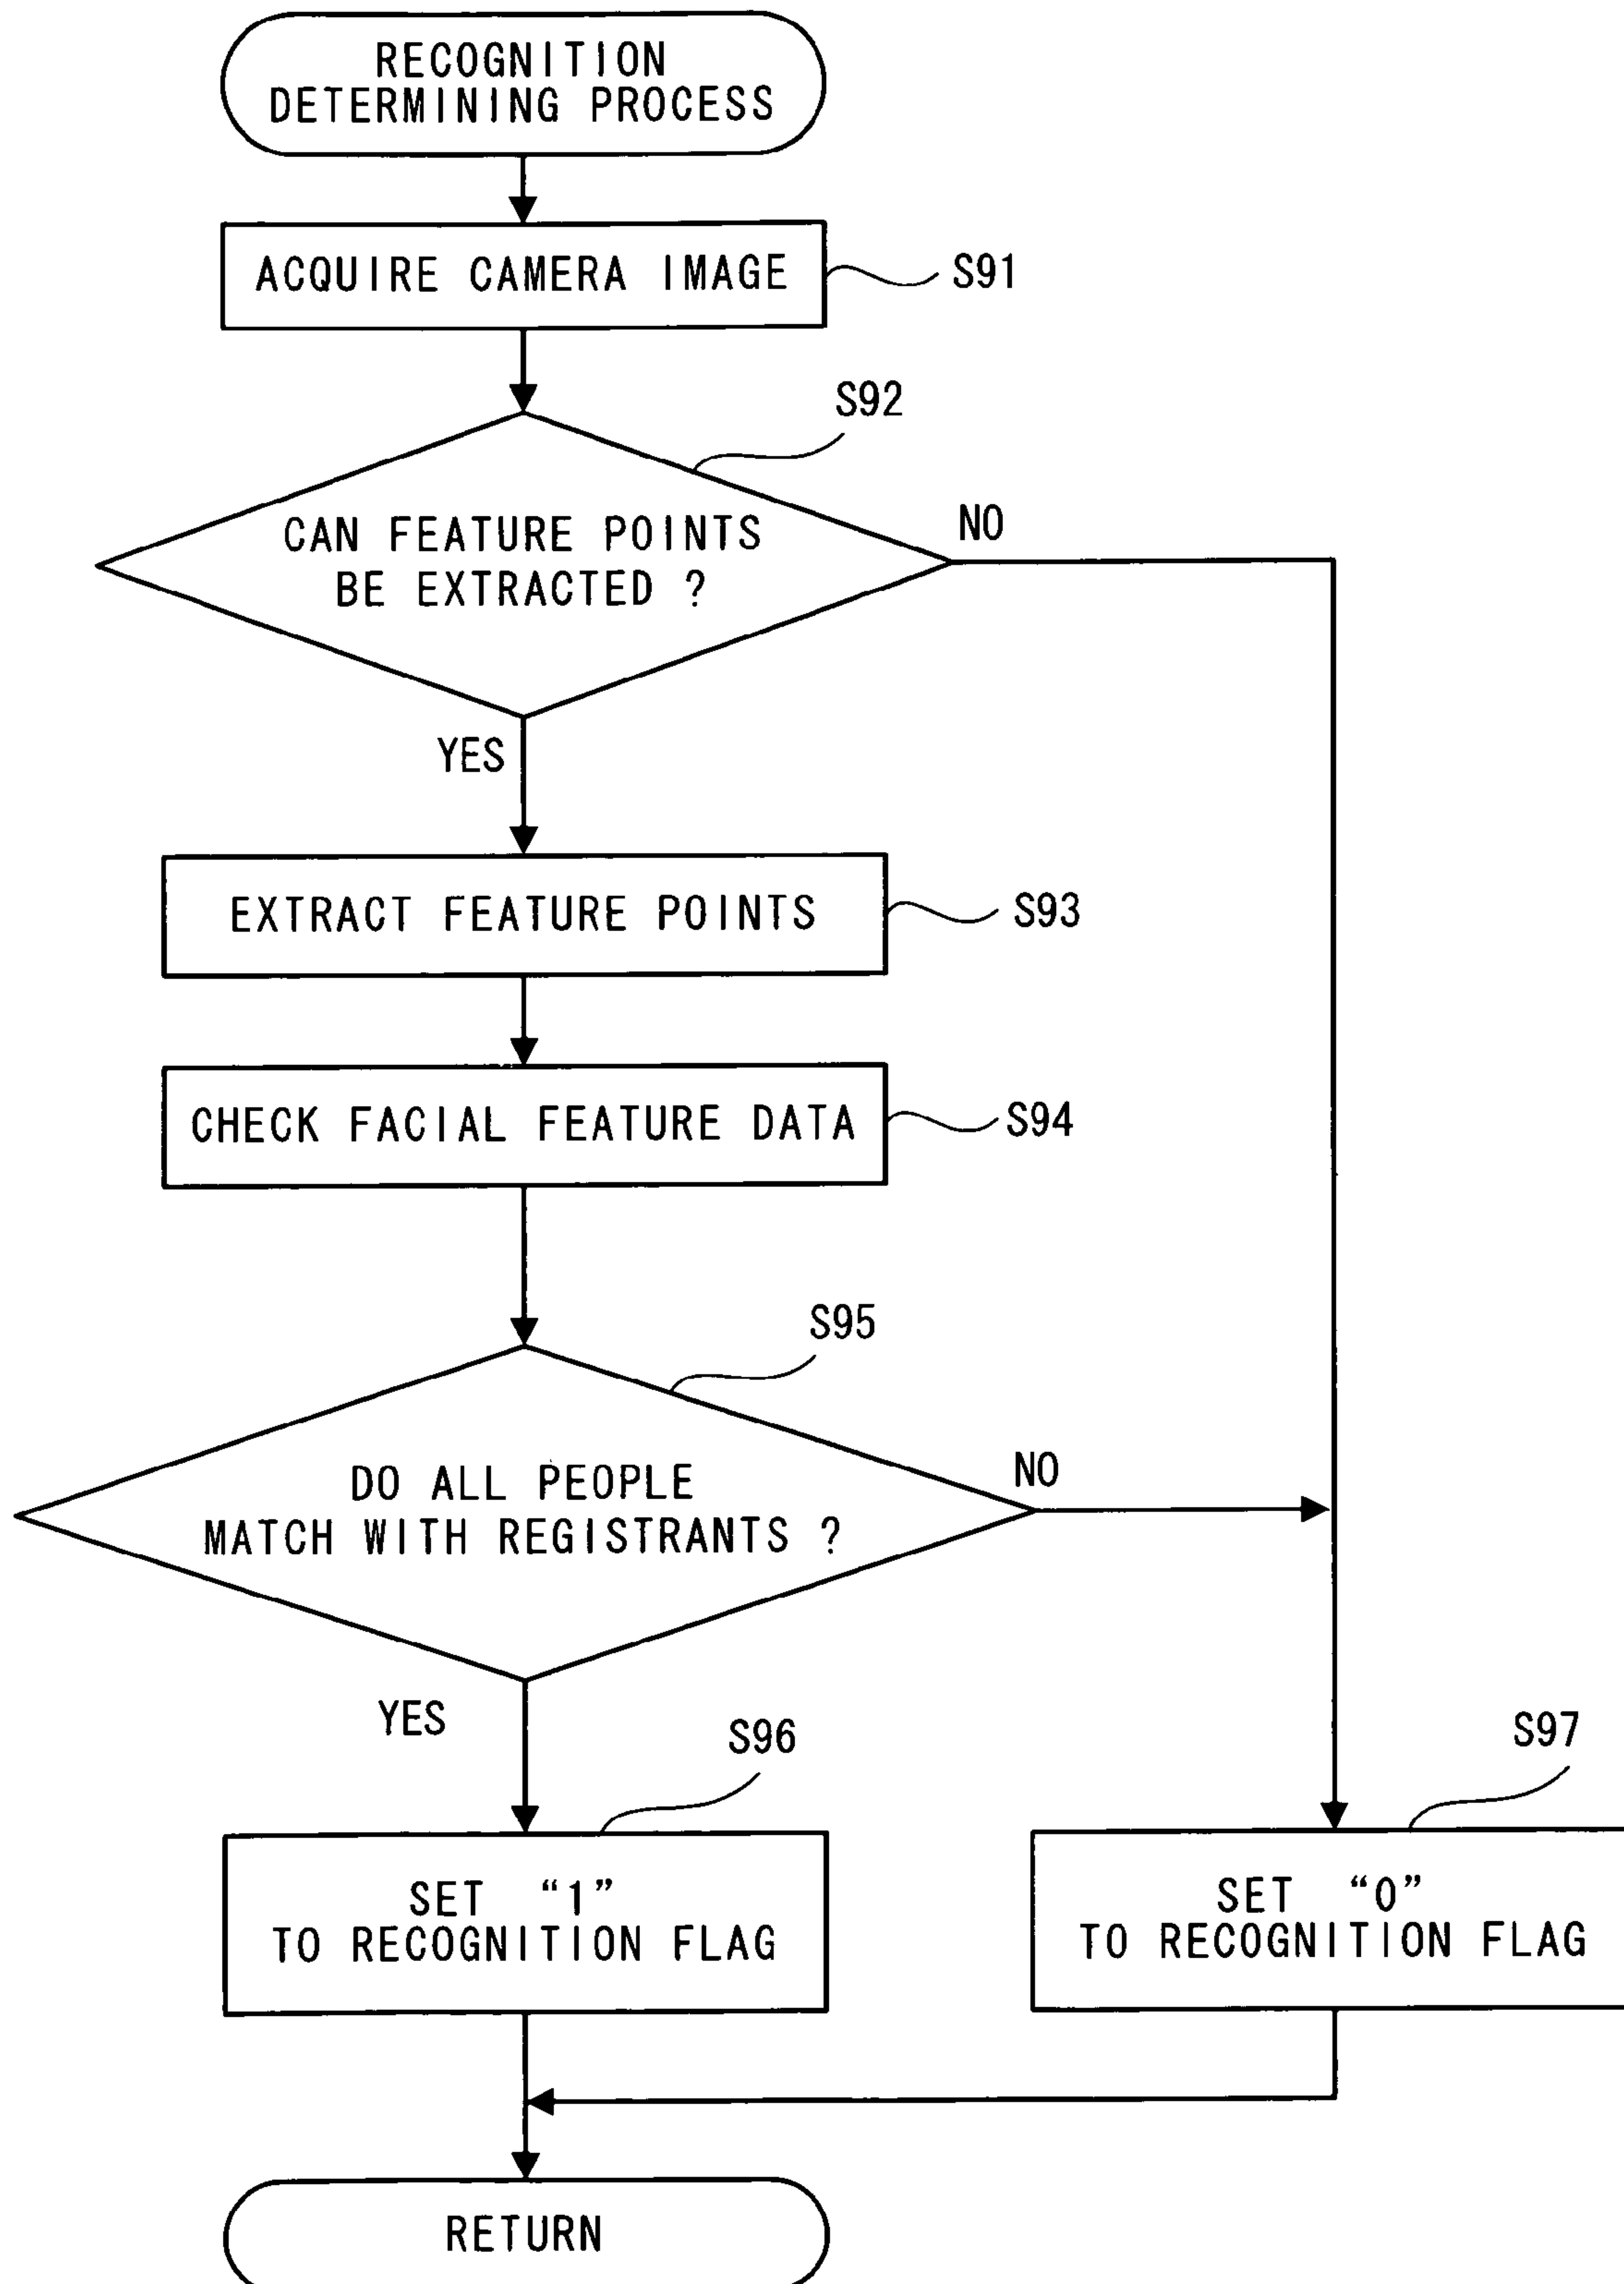 RECOGNITION
DETERMINING PROCESS
ACQUIRE CAMERA IMAGE
S91
S92
CAN FEATURE POINTS
BE EXTRACTED ?
NO
YES
EXTRACT FEATURE POINTS
S93
CHECK FACIAL FEATURE DATA
S94
S95
DO ALL PEOPLE
MATCH WITH REGISTRANTS ?
NO
YES
S96
S97
SET “1”
TO RECOGNITION FLAG
SET “0”
TO RECOGNITION FLAG
RETURN